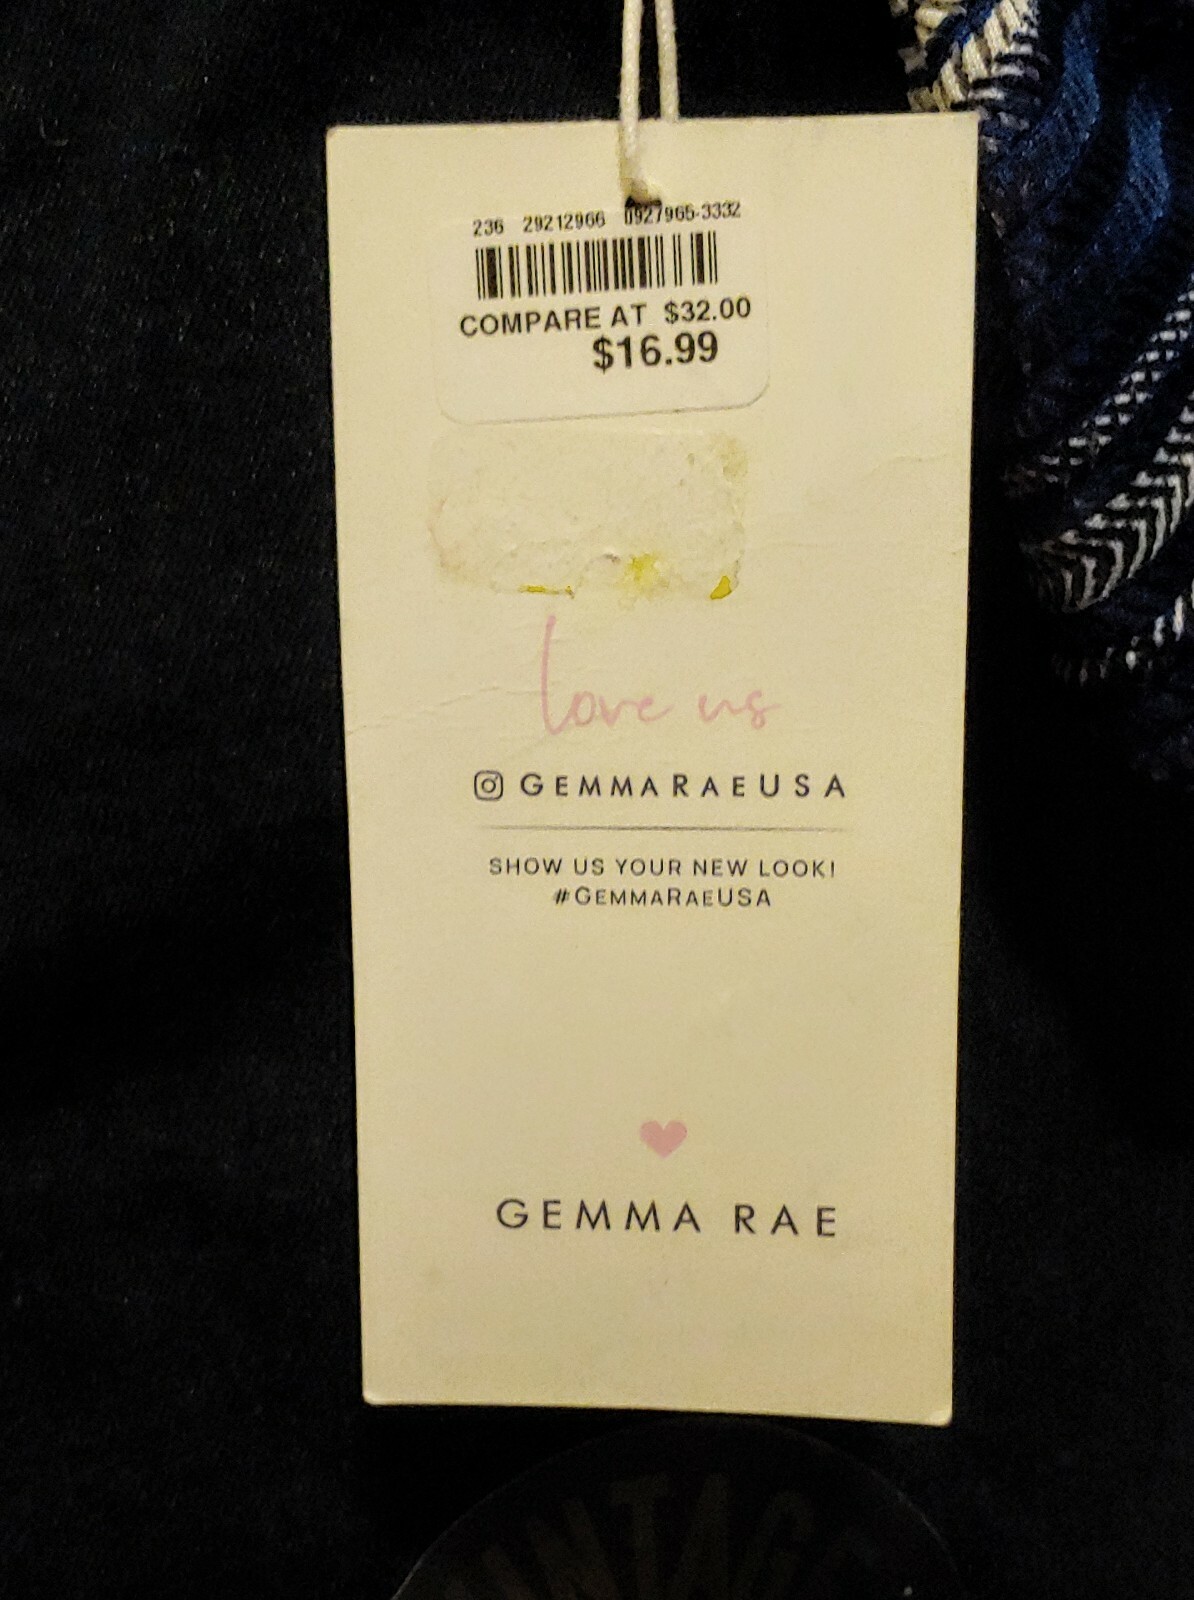 236 29212966 0927965-3332
COMPARE AT $32.00
$16.99
love us
GEMMARAEUSA
SHOW US YOUR NEW LOOK!
#GEMMARAEUSA
GEMMA RAE